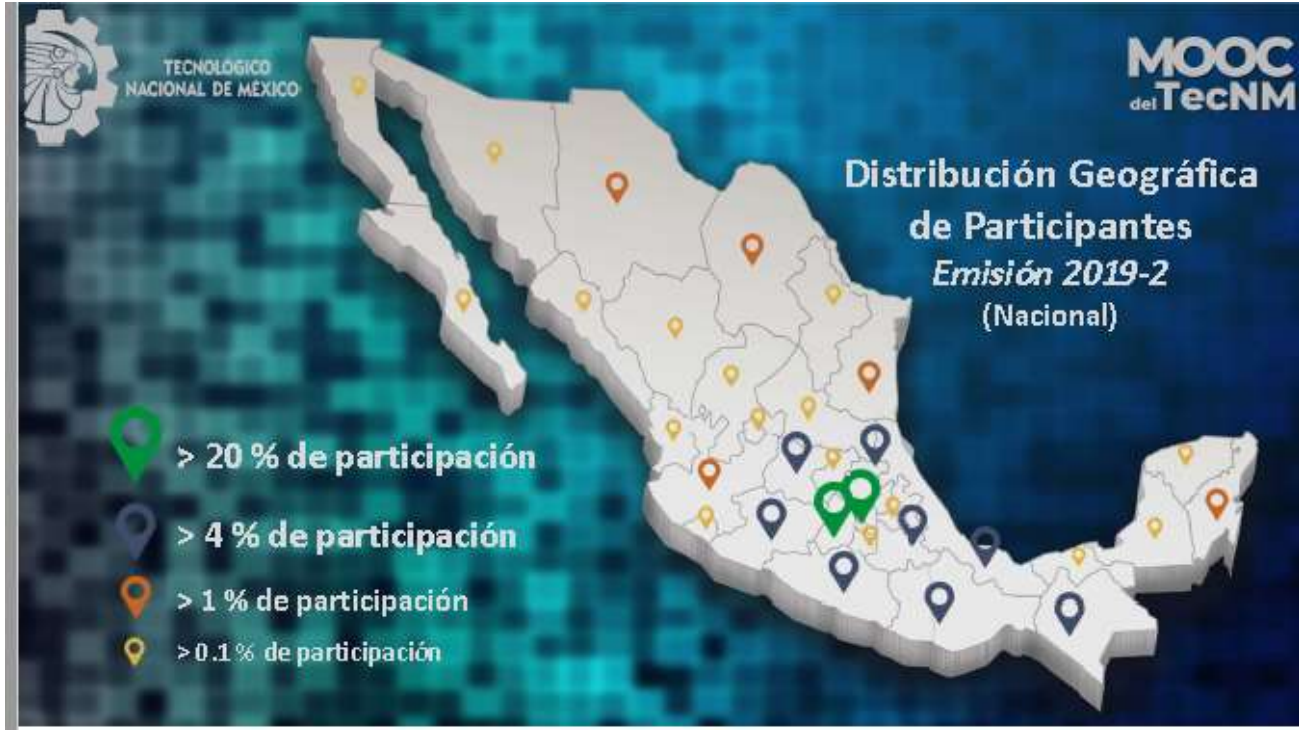 TECNOLÓGICO
NACIONAL DE MÉXICO
MOOC
del TecNM
Distribución Geográfica
de Participantes
Emisión 2019-2
(Nacional)
> 20 % de participación
> 4 % de participación
> 1 % de participación
> 0.1 % de participación